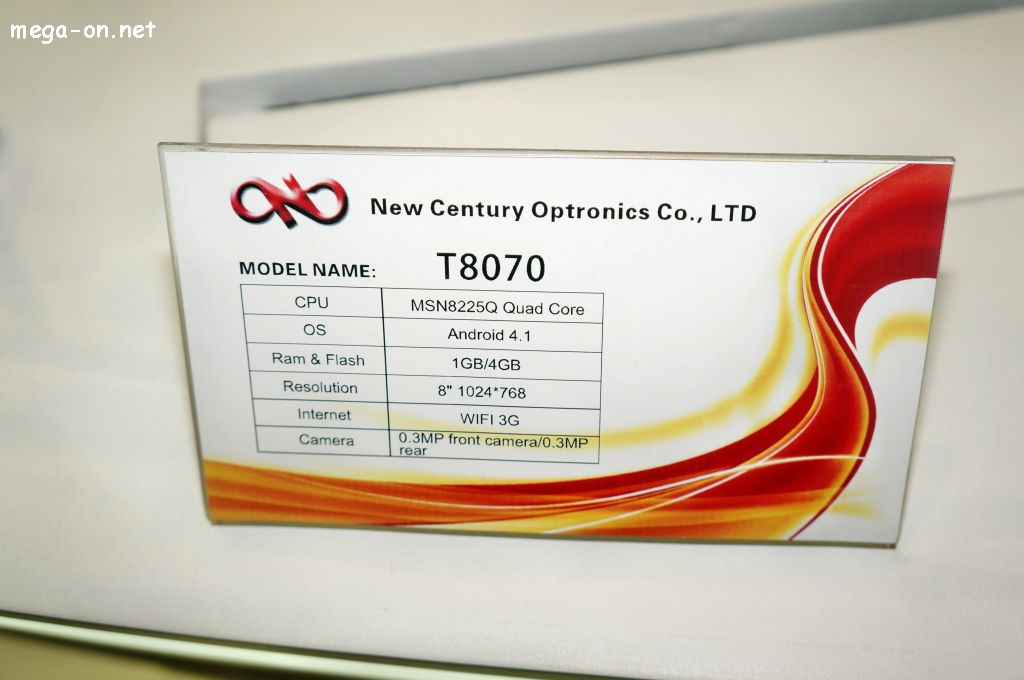 mega-on.net
New Century Optronics Co., LTD
MODEL NAME: T8070
CPU MSN8225Q Quad Core
OS Android 4.1
Ram & Flash 1GB/4GB
Resolution 8" 1024*768
Internet WIFI 3G
Camera 0.3MP front camera/0.3MP
rear